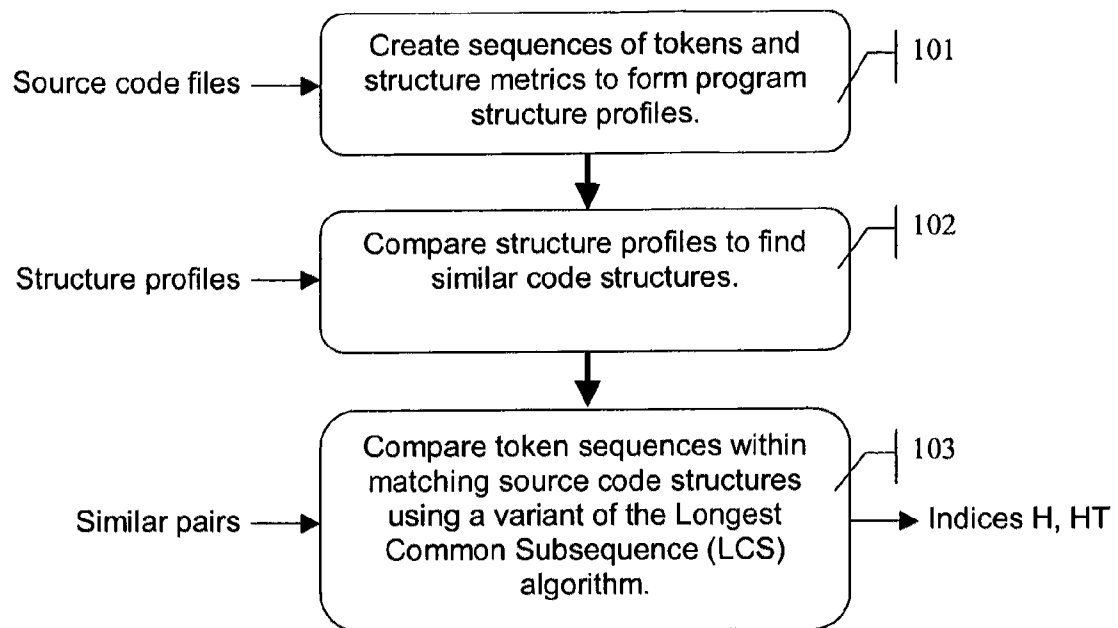 Create sequences of tokens and
structure metrics to form program
structure profiles.
101
Source code files
Compare structure profiles to find
similar code structures.
102
Structure profiles
Compare token sequences within
matching source code structures
using a variant of the Longest
Common Subsequence (LCS)
algorithm.
103
Similar pairs
Indices H, HT